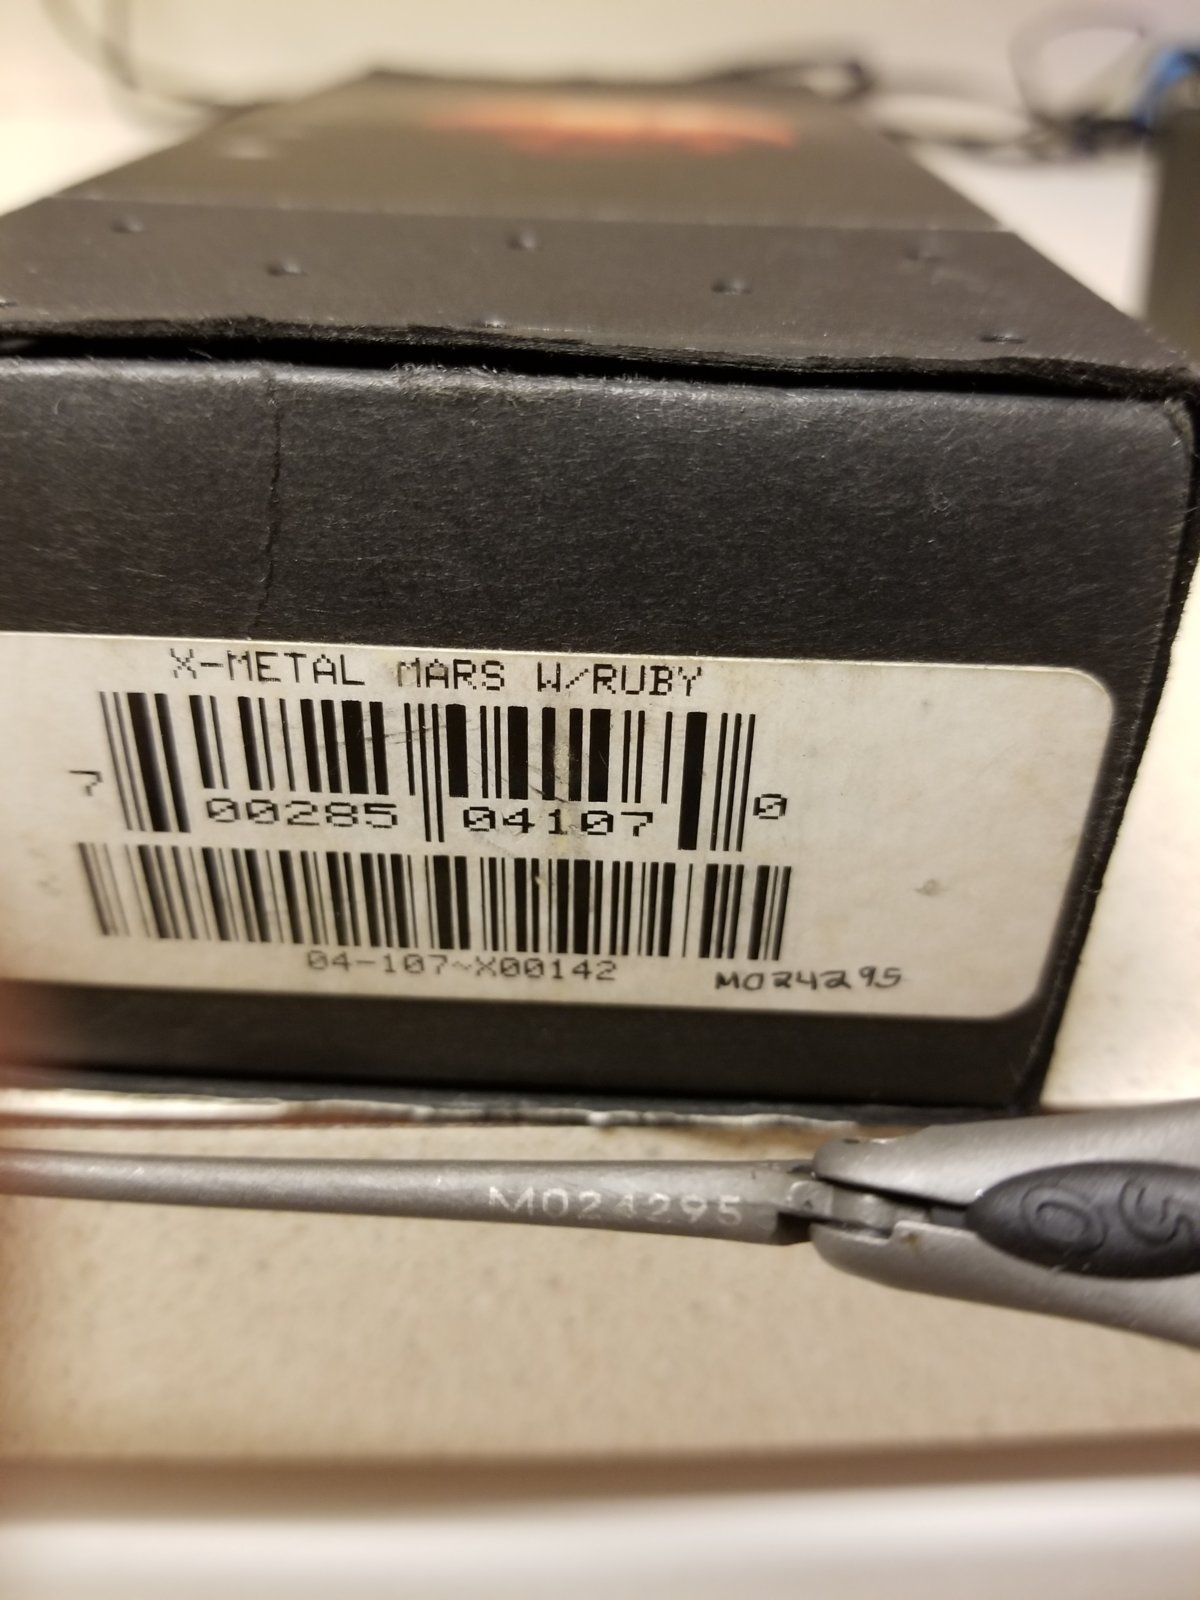 X-METAL MARS W/RUBY
7 00285 04107 0
04-107~X00142 M024295
M024295